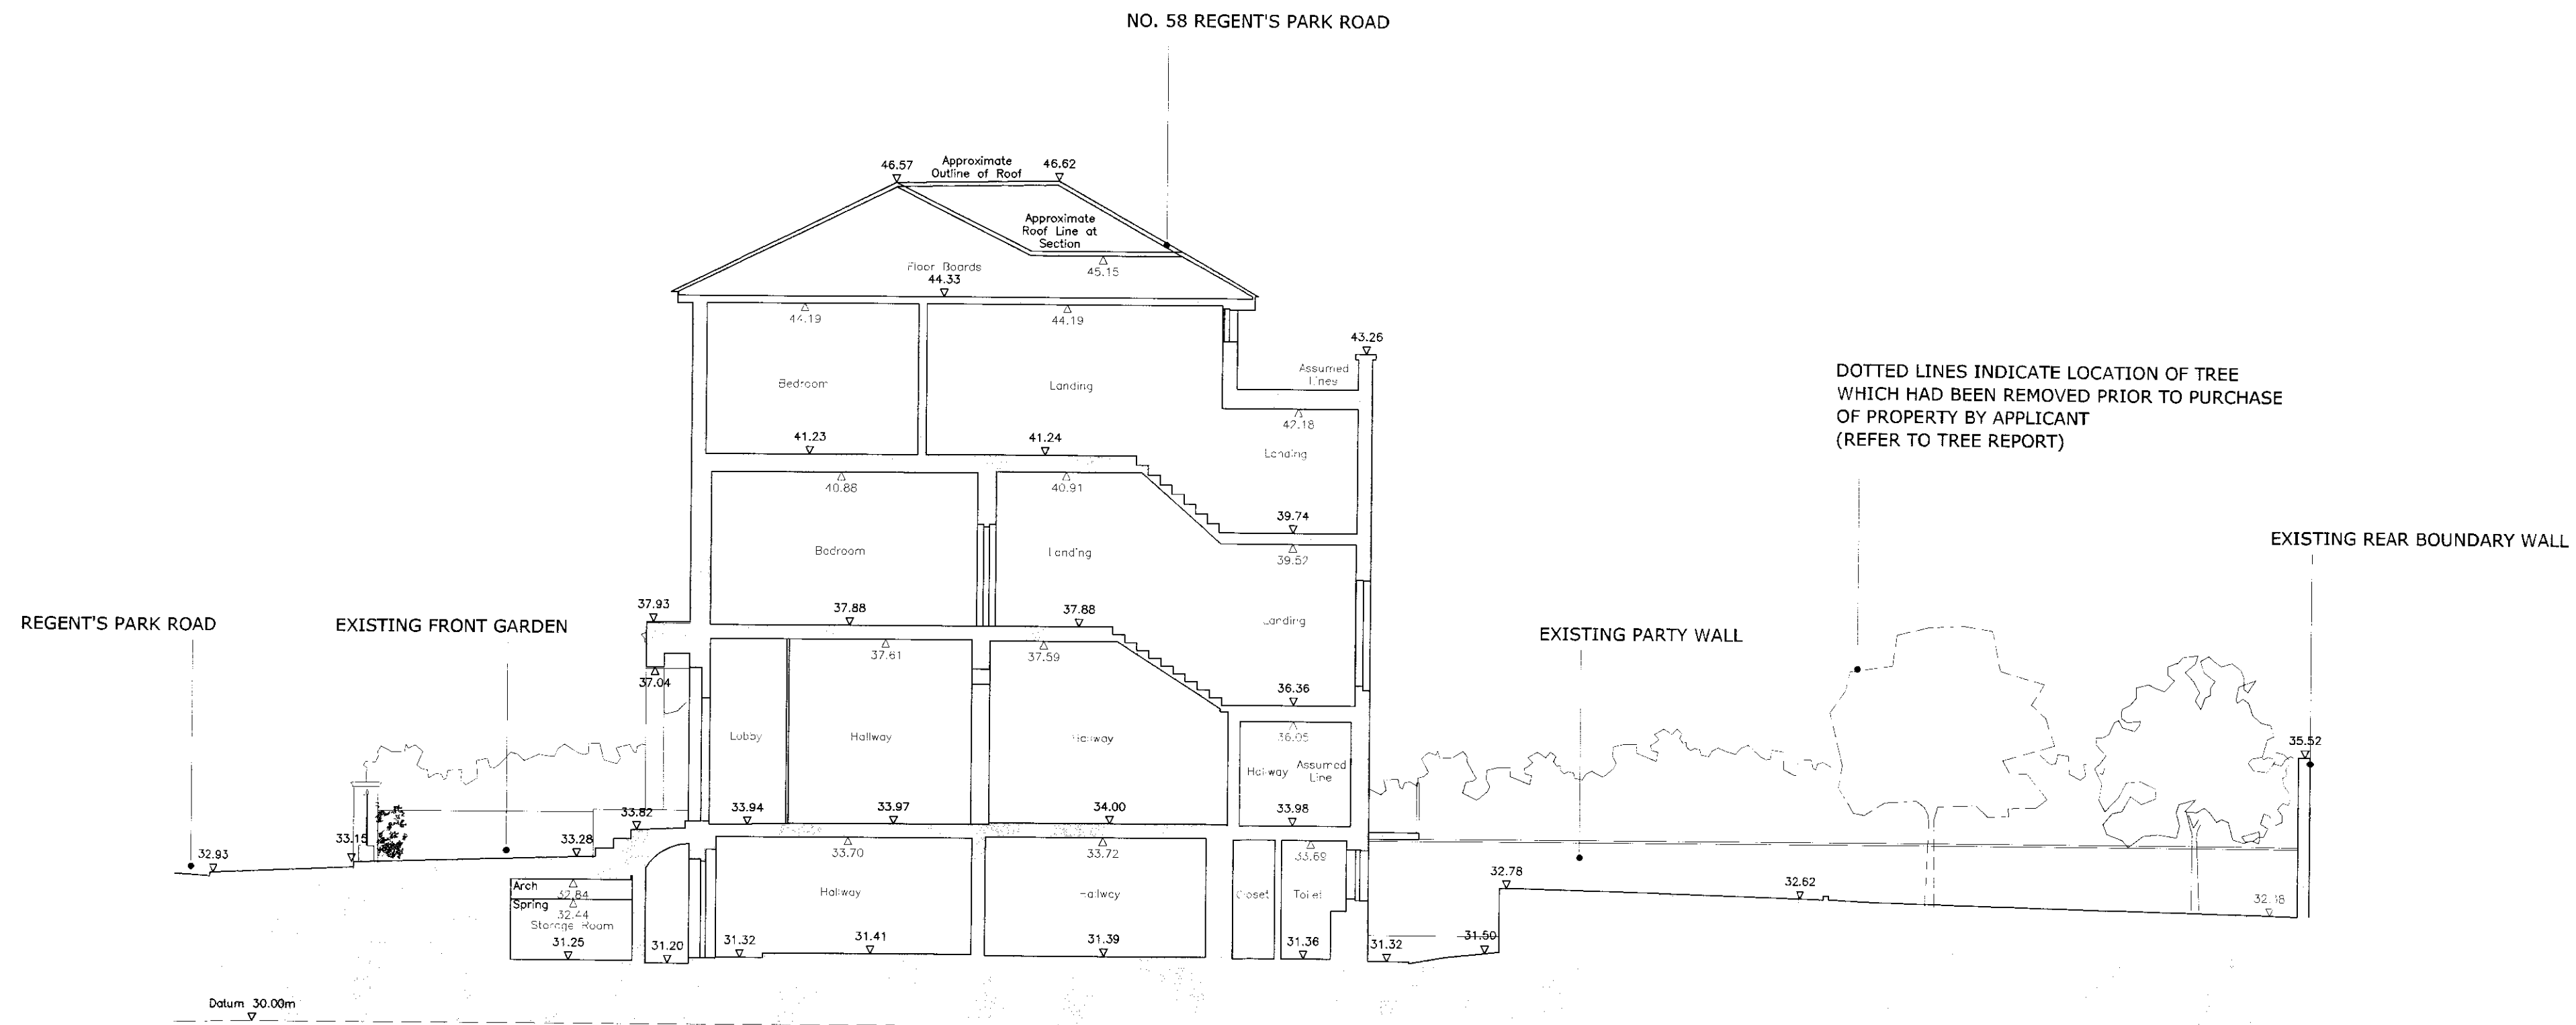 NO. 58 REGENT'S PARK ROAD
46.57
Approximate
Outline of Roof
46.62
Approximate
Roof Line at
Section
45.15
Floor Boards
44.33
44.19
44.19
43.26
Assumed
Lines
Bedroom
Landing
42.18
41.23
41.24
Landing
40.88
40.91
39.74
39.52
Bedroom
Landing
DOTTED LINES INDICATE LOCATION OF TREE
WHICH HAD BEEN REMOVED PRIOR TO PURCHASE
OF PROPERTY BY APPLICANT
(REFER TO TREE REPORT)
EXISTING REAR BOUNDARY WALL
REGENT'S PARK ROAD
EXISTING FRONT GARDEN
37.93
37.88
37.88
Landing
EXISTING PARTY WALL
37.61
37.59
37.04
36.36
36.05
Lobby
Hallway
Hallway
Hallway
Assumed
Line
35.52
33.94
33.97
34.00
33.98
33.82
33.15
33.28
32.93
33.70
33.72
33.69
Arch
32.84
Spring
32.44
Storage Room
31.25
31.20
Hallway
Hallway
Closet
Toilet
31.32
31.41
31.39
31.36
31.32
31.50
32.78
32.62
32.18
Datum 30.00m